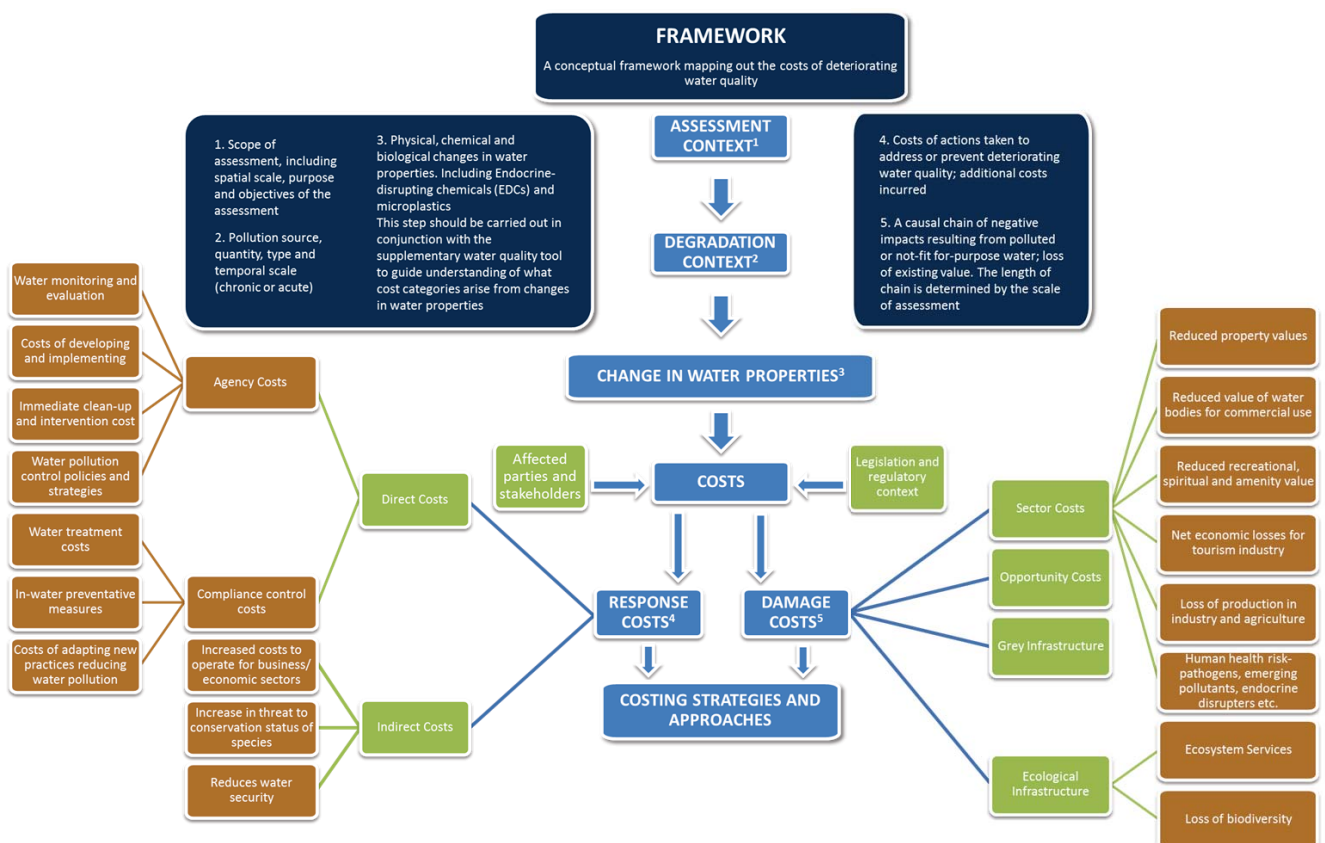 FRAMEWORK
A conceptual framework mapping out the costs of deteriorating
water quality
1. Scope of
assessment, including
spatial scale, purpose
and objectives of the
assessment
2. Pollution source,
quantity, type and
temporal scale
(chronic or acute)
3. Physical, chemical and
biological changes in water
properties. Including Endocrine-
disrupting chemicals (EDCs) and
microplastics
This step should be carried out in
conjunction with the
supplementary water quality tool
to guide understanding of what
cost categories arise from changes
in water properties
ASSESSMENT
CONTEXT¹
DEGRADATION
CONTEXT²
4. Costs of actions taken to
address or prevent deteriorating
water quality; additional costs
incurred
5. A causal chain of negative
impacts resulting from polluted
or not-fit for-purpose water; loss
of existing value. The length of
chain is determined by the scale
of assessment
CHANGE IN WATER PROPERTIES³
Affected
parties and
stakeholders
COSTS
Legislation and
regulatory
context
RESPONSE
COSTS⁴
DAMAGE
COSTS⁵
COSTING STRATEGIES AND
APPROACHES
Water monitoring and
evaluation
Costs of developing
and implementing
Immediate clean-up
and intervention cost
Water pollution
control policies and
strategies
Water treatment
costs
In-water preventative
measures
Costs of adapting new
practices reducing
water pollution
Agency Costs
Compliance control
costs
Increased costs to
operate for business/
economic sectors
Increase in threat to
conservation status of
species
Reduces water
security
Direct Costs
Indirect Costs
Sector Costs
Opportunity Costs
Grey Infrastructure
Ecological
Infrastructure
Reduced property values
Reduced value of water
bodies for commercial use
Reduced recreational,
spiritual and amenity value
Net economic losses for
tourism industry
Loss of production in
industry and agriculture
Human health risk-
pathogens, emerging
pollutants, endocrine
disrupters etc.
Ecosystem Services
Loss of biodiversity